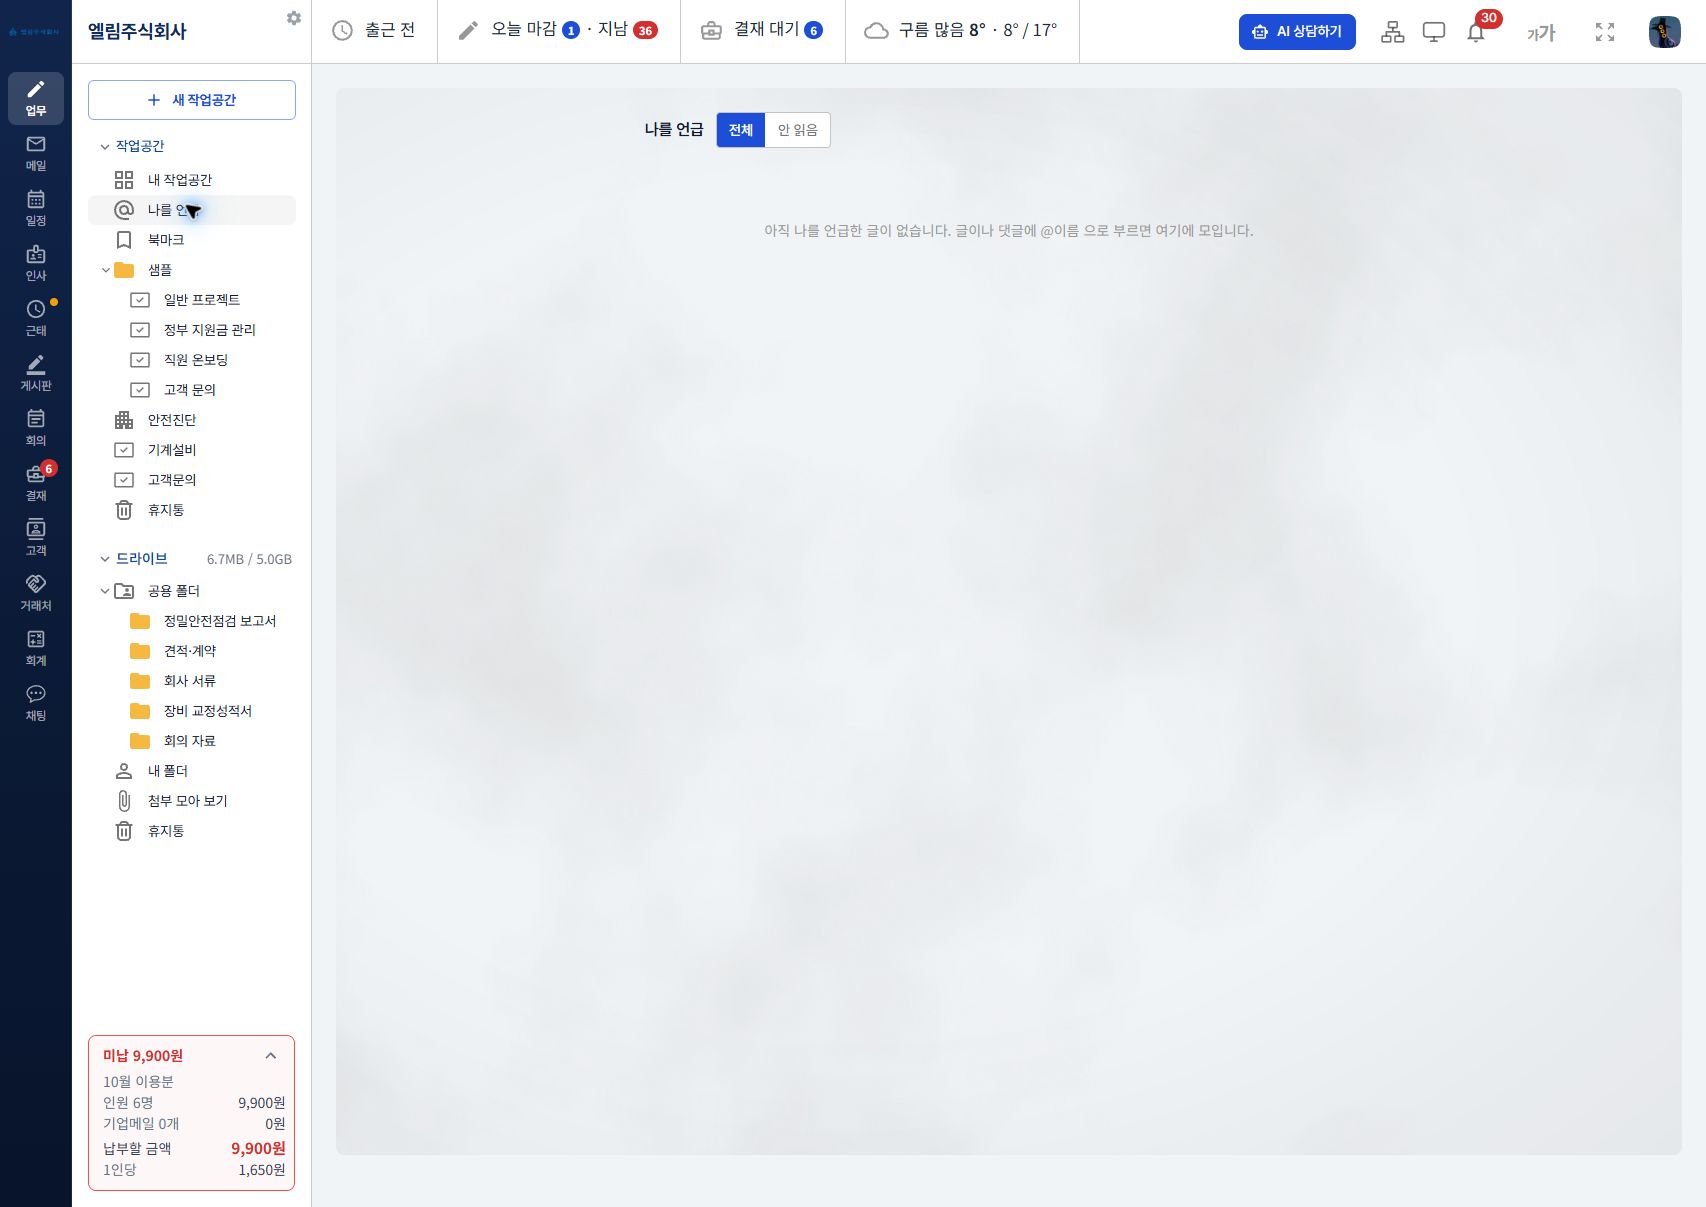 엘림주식회사
엘림주식회사
출근 전
오늘 마감 1 · 지남 36
결재 대기 6
구름 많음 8° · 8° / 17°
AI 상담하기
30
가가
업무
메일
일정
인사
근태
게시판
회의
6
결재
고객
거래처
회계
채팅
새 작업공간
작업공간
내 작업공간
나를
북마크
샘플
일반 프로젝트
정부 지원금 관리
직원 온보딩
고객 문의
안전진단
기계설비
고객문의
휴지통
드라이브 6.7MB / 5.0GB
공용 폴더
정밀안전점검 보고서
견적·계약
회사 서류
장비 교정성적서
회의 자료
내 폴더
첨부 모아 보기
휴지통
미납 9,900원
10월 이용분
인원 6명 9,900원
기업메일 0개 0원
납부할 금액 9,900원
1인당 1,650원
나를 언급 전체 안 읽음
아직 나를 언급한 글이 없습니다. 글이나 댓글에 @이름 으로 부르면 여기에 모입니다.